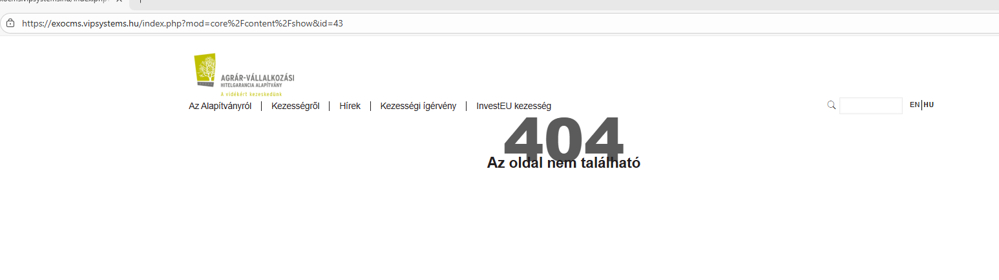 https://exocms.vipsystems.hu/index.php?mod=core%2Fcontent%2Fshow&id=43
AGRÁR-VÁLLALKOZÁSI
HITELGARANCIA ALAPÍTVÁNY
A vidékért kezeskedünk
Az Alapítványról | Kezességről | Hírek | Kezességi ígérvény | InvestEU kezesség
EN|HU
404
Az oldal nem található